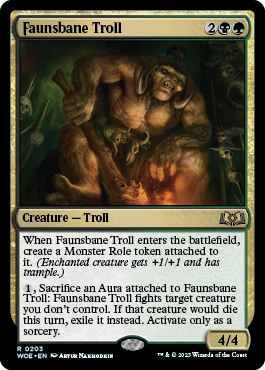 Faunsbane Troll 2
Creature — Troll
When Faunsbane Troll enters the battlefield,
create a Monster Role token attached to
it. (Enchanted creature gets +1/+1 and has
trample.)
1, Sacrifice an Aura attached to Faunsbane
Troll: Faunsbane Troll fights target creature
you don't control. If that creature would die
this turn, exile it instead. Activate only as a
sorcery.
4/4
R 0203
WOE • EN Artur Nakhodkin
™ & © 2023 Wizards of the Coast